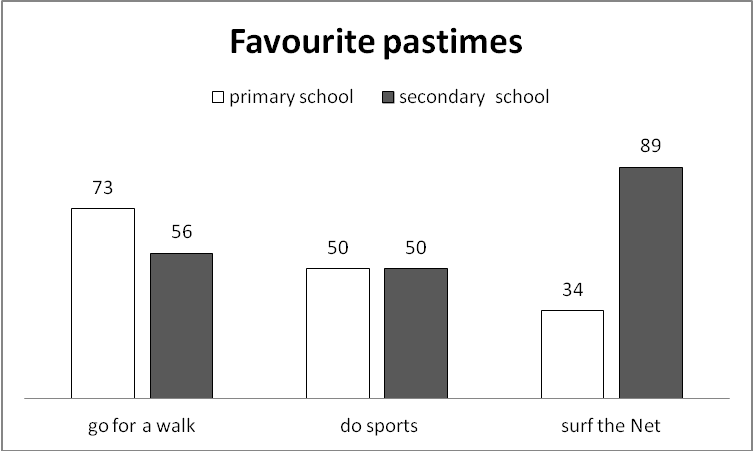 Favourite pastimes
primary school secondary school
73 56 50 50 34 89
go for a walk do sports surf the Net